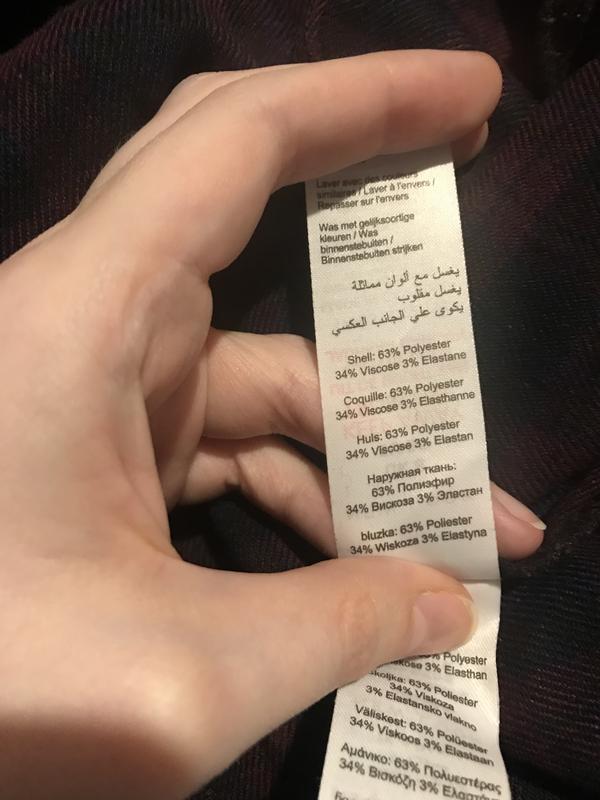 Laver avec des couleurs
similaires / Laver à l'envers /
Repasser sur l'envers
Was met gelijksoortige
kleuren / Was
binnenstebuiten /
Binnenstebuiten strijken
يغسل مع ألوان مماثلة
يغسل مقلوب
يكوى علي الجانب العكسي
Shell: 63% Polyester
34% Viscose 3% Elastane
Coquille: 63% Polyester
34% Viscose 3% Elasthanne
Huls: 63% Polyester
34% Viscose 3% Elastan
Наружная ткань:
63% Полиэфир
34% Вискоза 3% Эластан
bluzka: 63% Poliester
34% Wiskoza 3% Elastyna
Polyester
3% Elasthan
63% Poliester
34% Viskoza
3% Elastansko vlakno
Väliskest: 63% Polüester
34% Viskoos 3% Elastaan
Αμάνικο: 63% Πολυεστέρας
34% Βισκόζη 3%